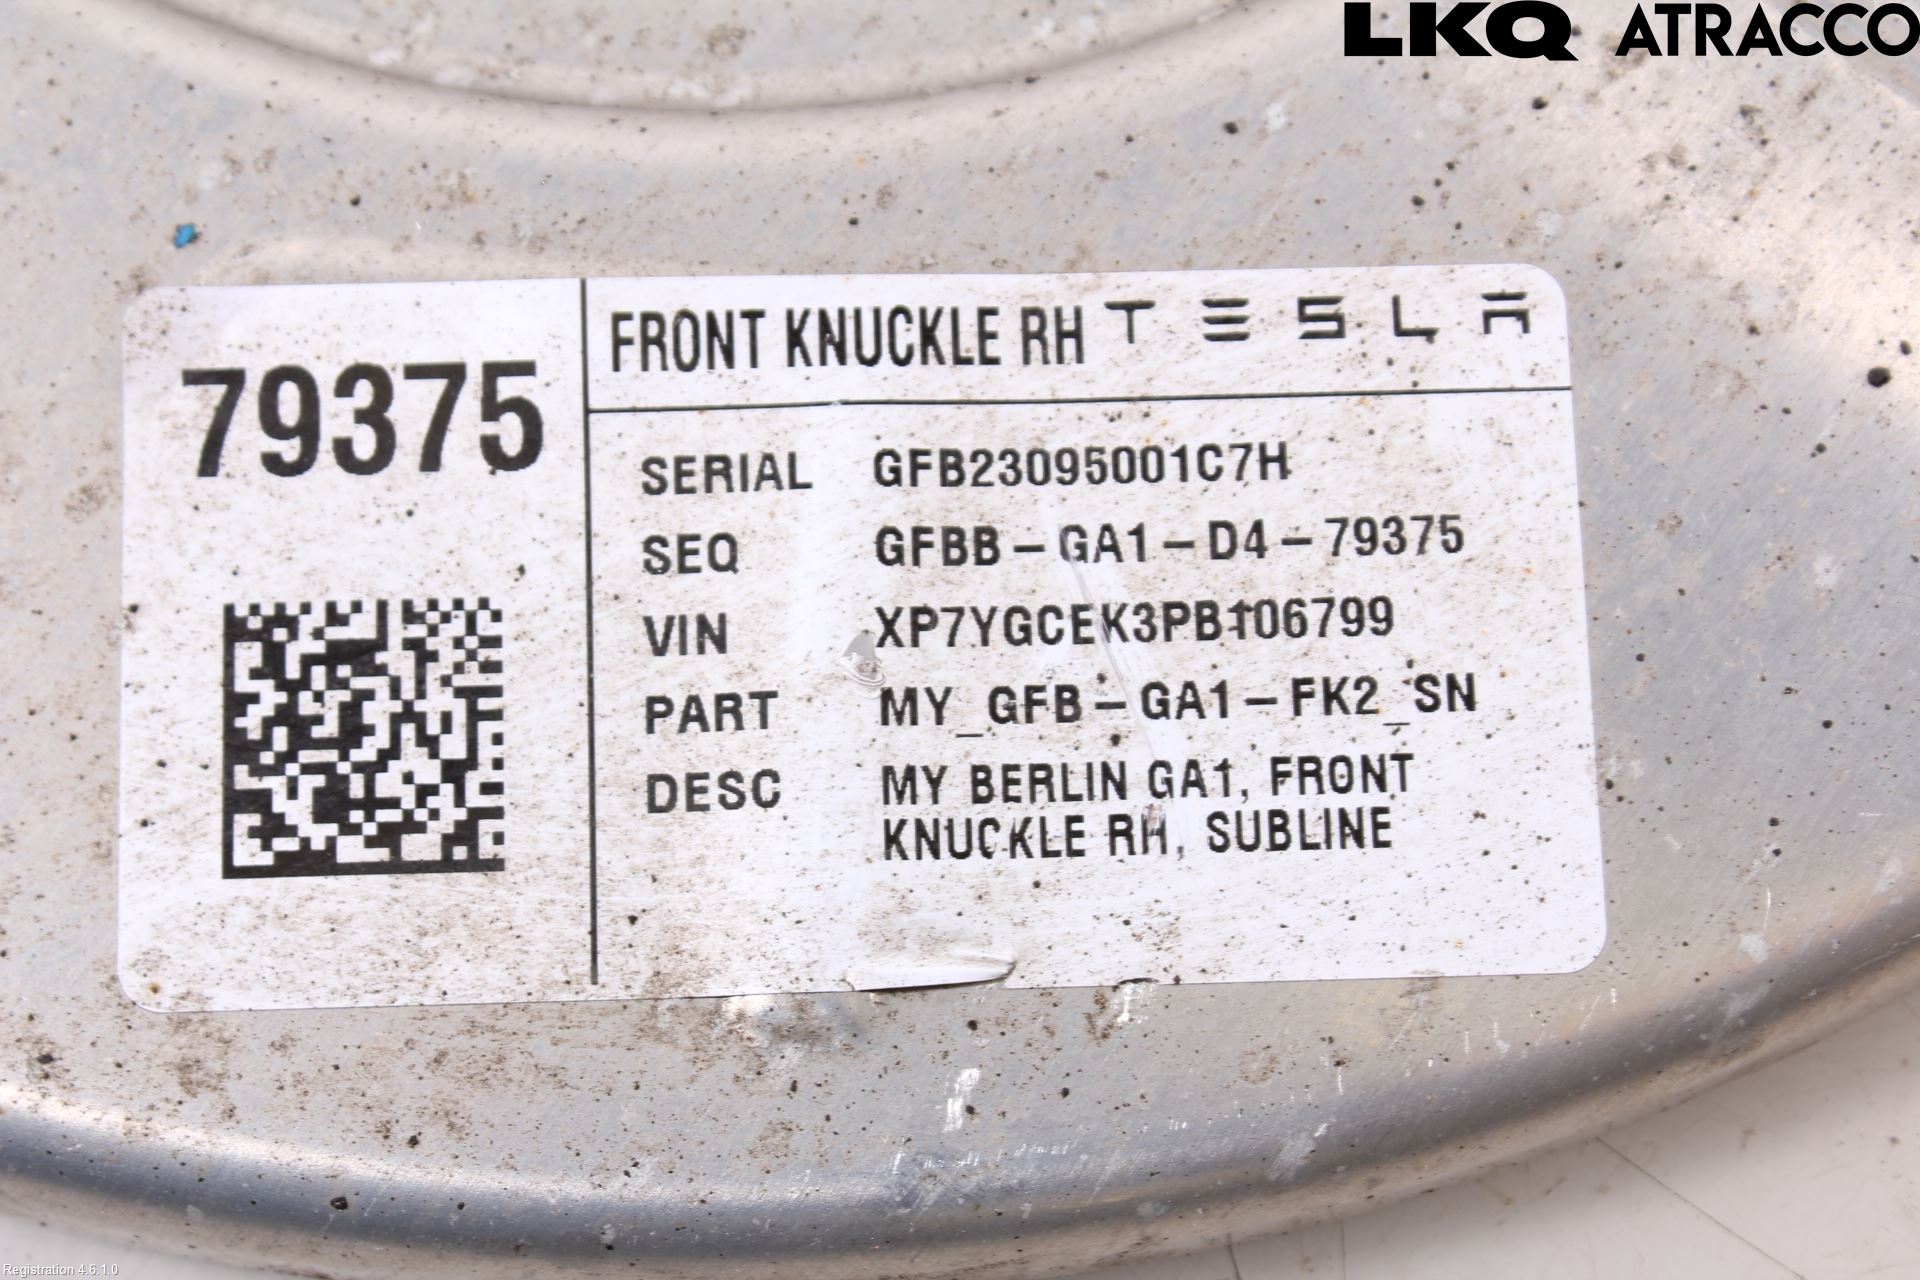 LKQ ATRACCO
79375
FRONT KNUCKLE RH TESLA
SERIAL GFB23095001C7H
SEQ GFBB-GA1-D4-79375
VIN XP7YGCEK3PB106799
PART MY_GFB-GA1-FK2_SN
DESC MY BERLIN GA1, FRONT
KNUCKLE RH, SUBLINE
Registration 4.6.1.0